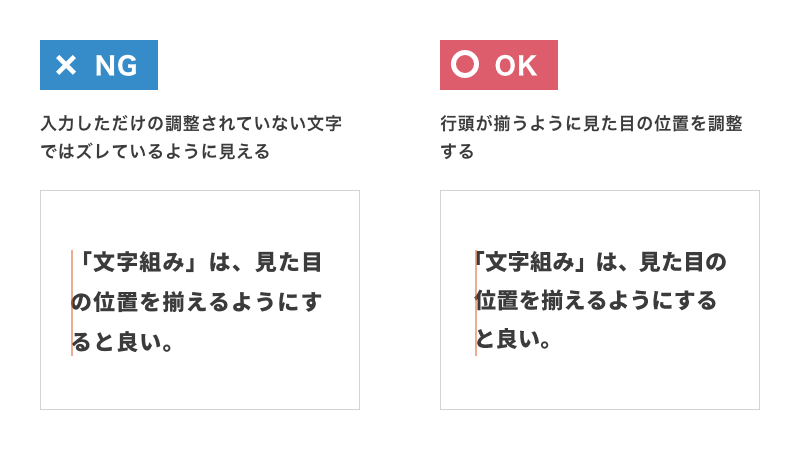 × NG
入力しただけの調整されていない文字
ではズレているように見える
「文字組み」は、見た目
の位置を揃えるようにす
ると良い。
○ OK
行頭が揃うように見た目の位置を調整
する
「文字組み」は、見た目の
位置を揃えるようにする
と良い。